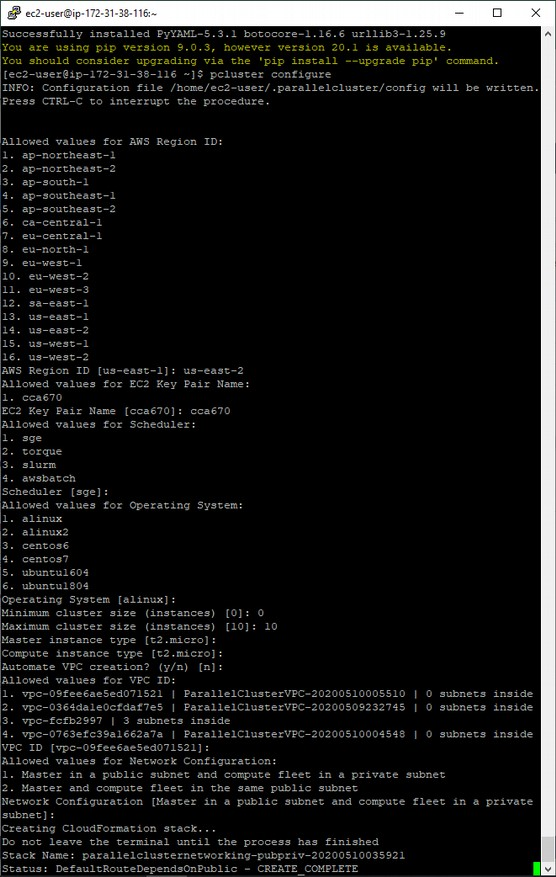 ec2-user@ip-172-31-38-116:~
Successfully installed PyYAML-5.3.1 botocore-1.16.6 urllib3-1.25.9
You are using pip version 9.0.3, however version 20.1 is available.
You should consider upgrading via the 'pip install --upgrade pip' command.
[ec2-user@ip-172-31-38-116 ~]$ pcluster configure
INFO: Configuration file /home/ec2-user/.parallelcluster/config will be written.
Press CTRL-C to interrupt the procedure.
Allowed values for AWS Region ID:
1. ap-northeast-1
2. ap-northeast-2
3. ap-south-1
4. ap-southeast-1
5. ap-southeast-2
6. ca-central-1
7. eu-central-1
8. eu-north-1
9. eu-west-1
10. eu-west-2
11. eu-west-3
12. sa-east-1
13. us-east-1
14. us-east-2
15. us-west-1
16. us-west-2
AWS Region ID [us-east-1]: us-east-2
Allowed values for EC2 Key Pair Name:
1. cca670
EC2 Key Pair Name [cca670]: cca670
Allowed values for Scheduler:
1. sge
2. torque
3. slurm
4. awsbatch
Scheduler [sge]:
Allowed values for Operating System:
1. alinux
2. alinux2
3. centos6
4. centos7
5. ubuntu1604
6. ubuntu1804
Operating System [alinux]:
Minimum cluster size (instances) [0]: 0
Maximum cluster size (instances) [10]: 10
Master instance type [t2.micro]:
Compute instance type [t2.micro]:
Automate VPC creation? (y/n) [n]:
Allowed values for VPC ID:
1. vpc-09fee6ae5ed071521 | ParallelClusterVPC-20200510005510 | 0 subnets inside
2. vpc-0364da1e0cfdaf7e5 | ParallelClusterVPC-20200509232745 | 0 subnets inside
3. vpc-fcfb2997 | 3 subnets inside
4. vpc-0763efc39a1662a7a | ParallelClusterVPC-20200510004548 | 0 subnets inside
VPC ID [vpc-09fee6ae5ed071521]:
Allowed values for Network Configuration:
1. Master in a public subnet and compute fleet in a private subnet
2. Master and compute fleet in the same public subnet
Network Configuration [Master in a public subnet and compute fleet in a private
subnet]:
Creating CloudFormation stack...
Do not leave the terminal until the process has finished
Stack Name: parallelclusternetworking-pubpriv-20200510035921
Status: DefaultRouteDependsOnPublic - CREATE_COMPLETE